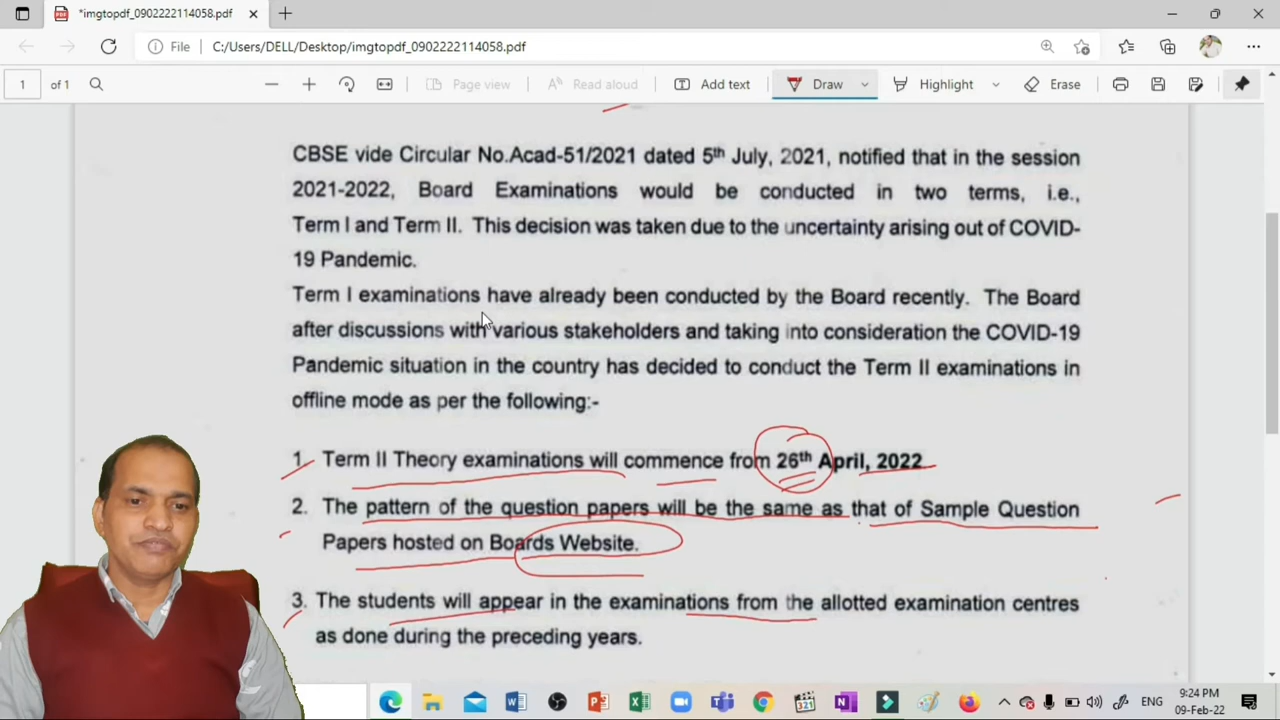 *imgtopdf_0902222114058.pdf
File C:/Users/DELL/Desktop/imgtopdf_0902222114058.pdf
1 of 1 Page view Read aloud Add text Draw Highlight Erase
CBSE vide Circular No.Acad-51/2021 dated 5th July, 2021, notified that in the session
2021-2022, Board Examinations would be conducted in two terms, i.e.,
Term I and Term II. This decision was taken due to the uncertainty arising out of COVID-
19 Pandemic.
Term I examinations have already been conducted by the Board recently. The Board
after discussions with various stakeholders and taking into consideration the COVID-19
Pandemic situation in the country has decided to conduct the Term II examinations in
offline mode as per the following:-
1. Term II Theory examinations will commence from 26th April, 2022
2. The pattern of the question papers will be the same as that of Sample Question
Papers hosted on Boards Website.
3. The students will appear in the examinations from the allotted examination centres
as done during the preceding years.
ENG 9:24 PM
09-Feb-22